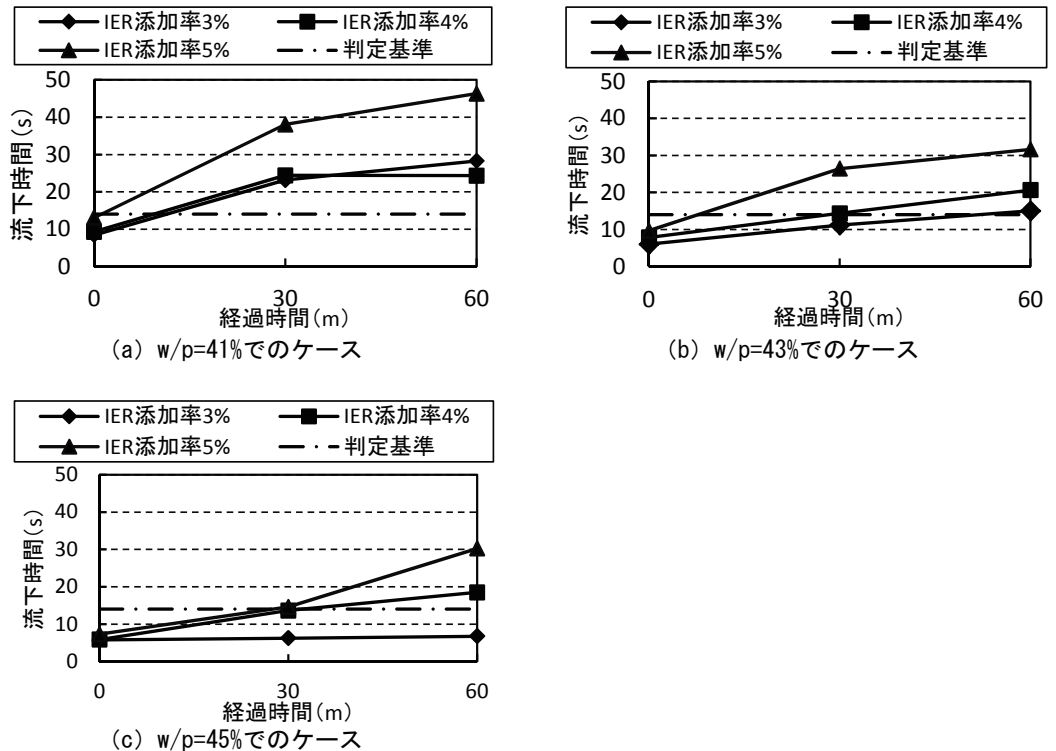 IER添加率3% IER添加率4%
IER添加率5% 判定基準
50
40
30
20
10
0
流下時間(s)
0 30 60
経過時間(m)
(a) w/p=41%でのケース
IER添加率3% IER添加率4%
IER添加率5% 判定基準
50
40
30
20
10
0
流下時間(s)
0 30 60
経過時間(m)
(b) w/p=43%でのケース
IER添加率3% IER添加率4%
IER添加率5% 判定基準
50
40
30
20
10
0
流下時間(s)
0 30 60
経過時間(m)
(c) w/p=45%でのケース